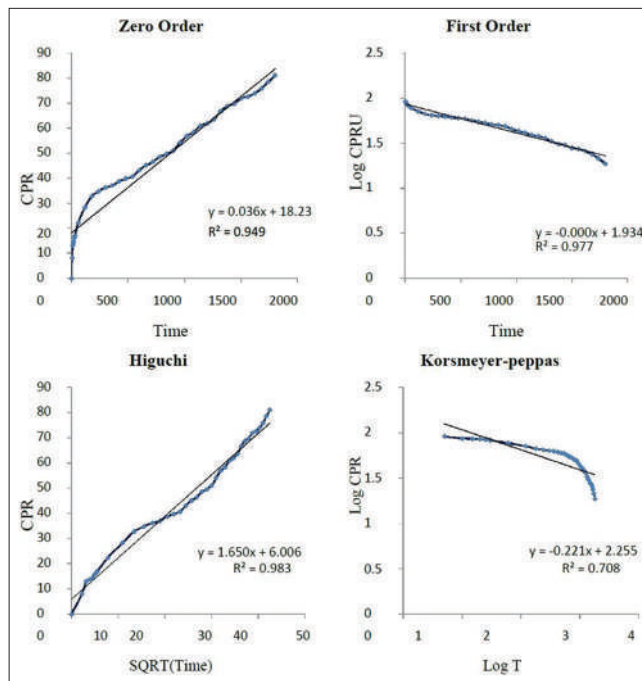 Zero Order
90
80
70
60
50
40
30
20
10
0
0 500 1000 1500 2000
CPR
Time
y = 0.036x + 18.23
R² = 0.949
First Order
2.5
2
1.5
1
0.5
0
0 500 1000 1500 2000
Log CPRU
Time
y = -0.000x + 1.934
R² = 0.977
Higuchi
90
80
70
60
50
40
30
20
10
0
0 10 20 30 40 50
CPR
SQRT(Time)
y = 1.650x + 6.006
R² = 0.983
Korsmeyer-peppas
2.5
2
1.5
1
0.5
0
0 1 2 3 4
Log CPR
Log T
y = -0.221x + 2.255
R² = 0.708